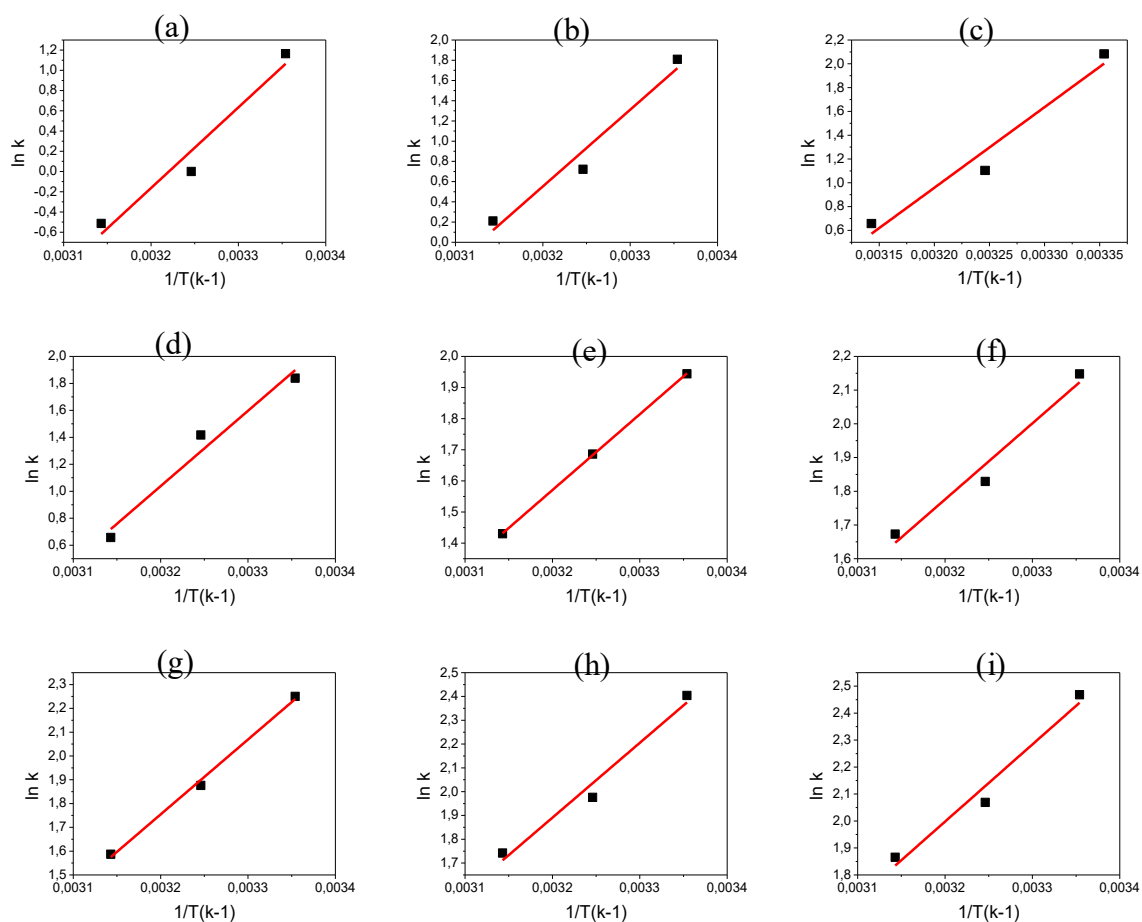 (a)
ln k
1,2
1,0
0,8
0,6
0,4
0,2
0,0
-0,2
-0,4
-0,6
0,0031 0,0032 0,0033 0,0034
1/T(k-1)
(b)
ln k
2,0
1,8
1,6
1,4
1,2
1,0
0,8
0,6
0,4
0,2
0,0
0,0031 0,0032 0,0033 0,0034
1/T(k-1)
(c)
ln k
2,2
2,0
1,8
1,6
1,4
1,2
1,0
0,8
0,6
0,00315 0,00320 0,00325 0,00330 0,00335
1/T(k-1)
(d)
ln k
2,0
1,8
1,6
1,4
1,2
1,0
0,8
0,6
0,0031 0,0032 0,0033 0,0034
1/T(k-1)
(e)
ln k
2,0
1,9
1,8
1,7
1,6
1,5
1,4
0,0031 0,0032 0,0033 0,0034
1/T(k-1)
(f)
ln k
2,2
2,1
2,0
1,9
1,8
1,7
1,6
0,0031 0,0032 0,0033 0,0034
1/T(k-1)
(g)
ln k
2,3
2,2
2,1
2,0
1,9
1,8
1,7
1,6
1,5
0,0031 0,0032 0,0033 0,0034
1/T(k-1)
(h)
ln k
2,5
2,4
2,3
2,2
2,1
2,0
1,9
1,8
1,7
0,0031 0,0032 0,0033 0,0034
1/T(k-1)
(i)
ln k
2,5
2,4
2,3
2,2
2,1
2,0
1,9
1,8
0,0031 0,0032 0,0033 0,0034
1/T(k-1)